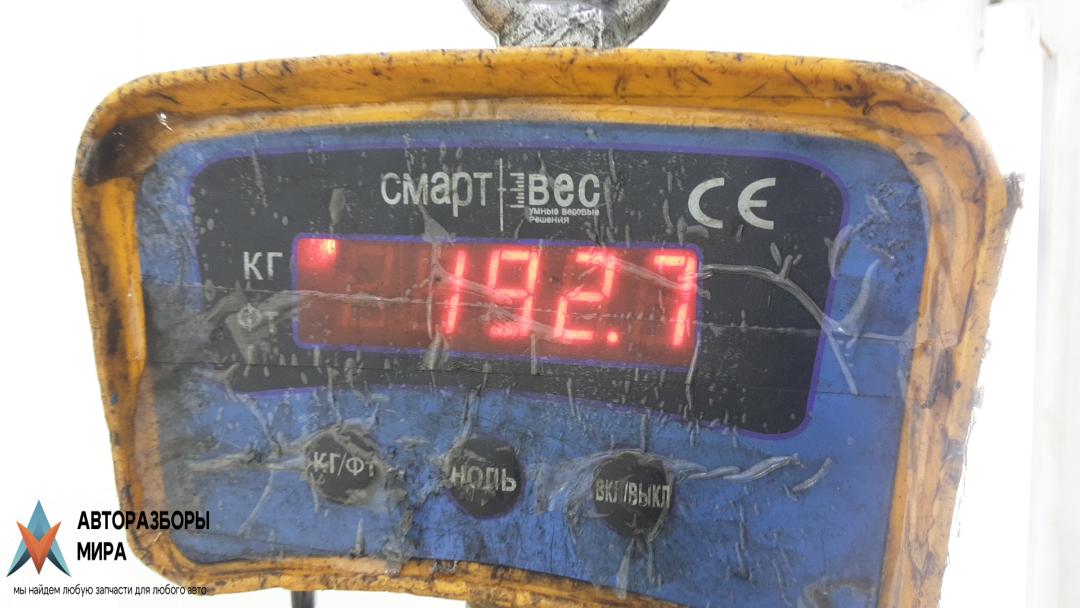 смарт вес
умные весовые
решения
CE
КГ
192.7
ФТ
КГ/ФТ НОЛЬ ВКЛ/ВЫКЛ
АВТОРАЗБОРЫ
МИРА
мы найдем любую запчасти для любого авто